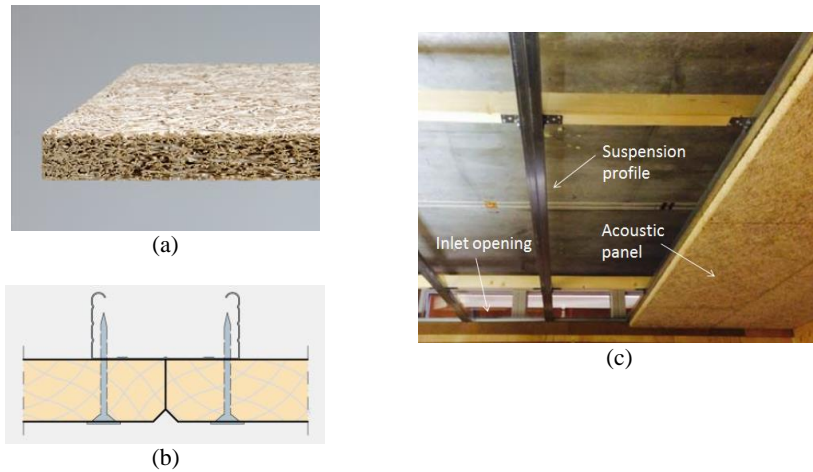 (a)
(b)
Suspension
profile
Acoustic
panel
Inlet opening
(c)